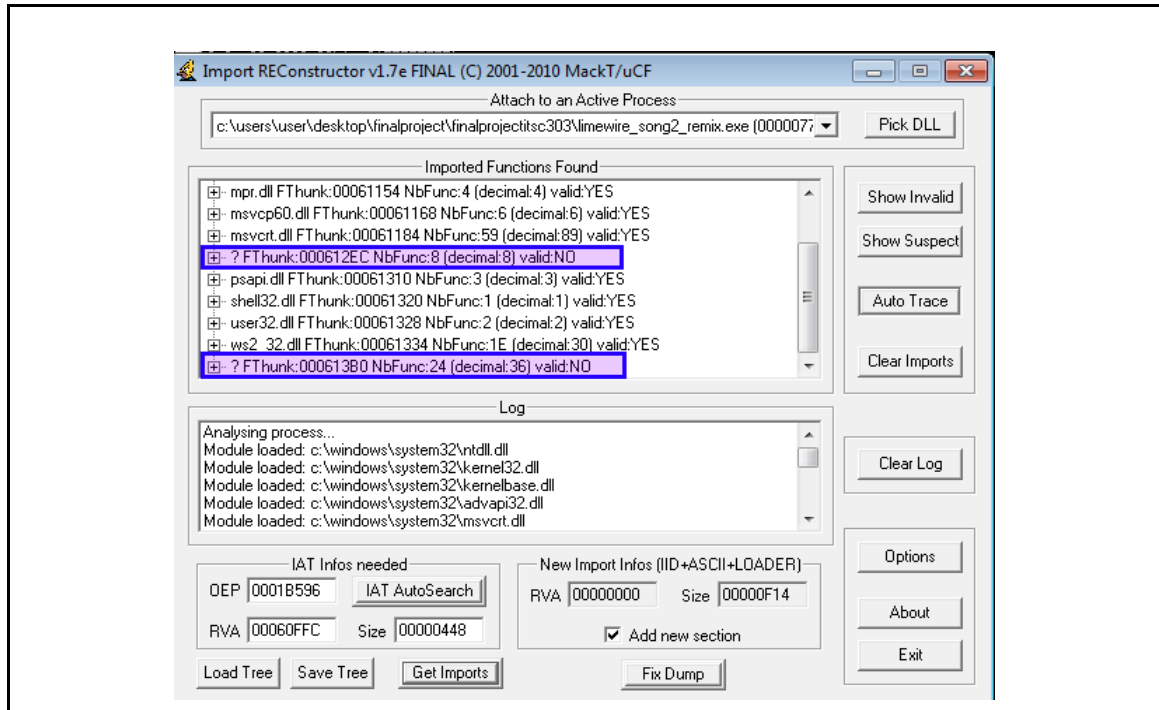 Import REConstructor v1.7e FINAL (C) 2001-2010 MackT/uCF
Attach to an Active Process
c:\users\user\desktop\finalproject\finalprojectitsc303\limewire_song2_remix.exe (0000077
Pick DLL
Imported Functions Found
mpr.dll FThunk:00061154 NbFunc:4 (decimal:4) valid:YES
msvcp60.dll FThunk:00061168 NbFunc:6 (decimal:6) valid:YES
msvcrt.dll FThunk:00061184 NbFunc:59 (decimal:89) valid:YES
? FThunk:000612EC NbFunc:8 (decimal:8) valid:NO
psapi.dll FThunk:00061310 NbFunc:3 (decimal:3) valid:YES
shell32.dll FThunk:00061320 NbFunc:1 (decimal:1) valid:YES
user32.dll FThunk:00061328 NbFunc:2 (decimal:2) valid:YES
ws2_32.dll FThunk:00061334 NbFunc:1E (decimal:30) valid:YES
? FThunk:000613B0 NbFunc:24 (decimal:36) valid:NO
Show Invalid
Show Suspect
Auto Trace
Clear Imports
Log
Analysing process...
Module loaded: c:\windows\system32\ntdll.dll
Module loaded: c:\windows\system32\kernel32.dll
Module loaded: c:\windows\system32\kernelbase.dll
Module loaded: c:\windows\system32\advapi32.dll
Module loaded: c:\windows\system32\msvcrt.dll
Clear Log
IAT Infos needed
OEP 0001B596 IAT AutoSearch
RVA 00060FFC Size 00000448
New Import Infos (IID+ASCII+LOADER)
RVA 00000000 Size 00000F14
Add new section
Options
About
Exit
Load Tree Save Tree Get Imports Fix Dump